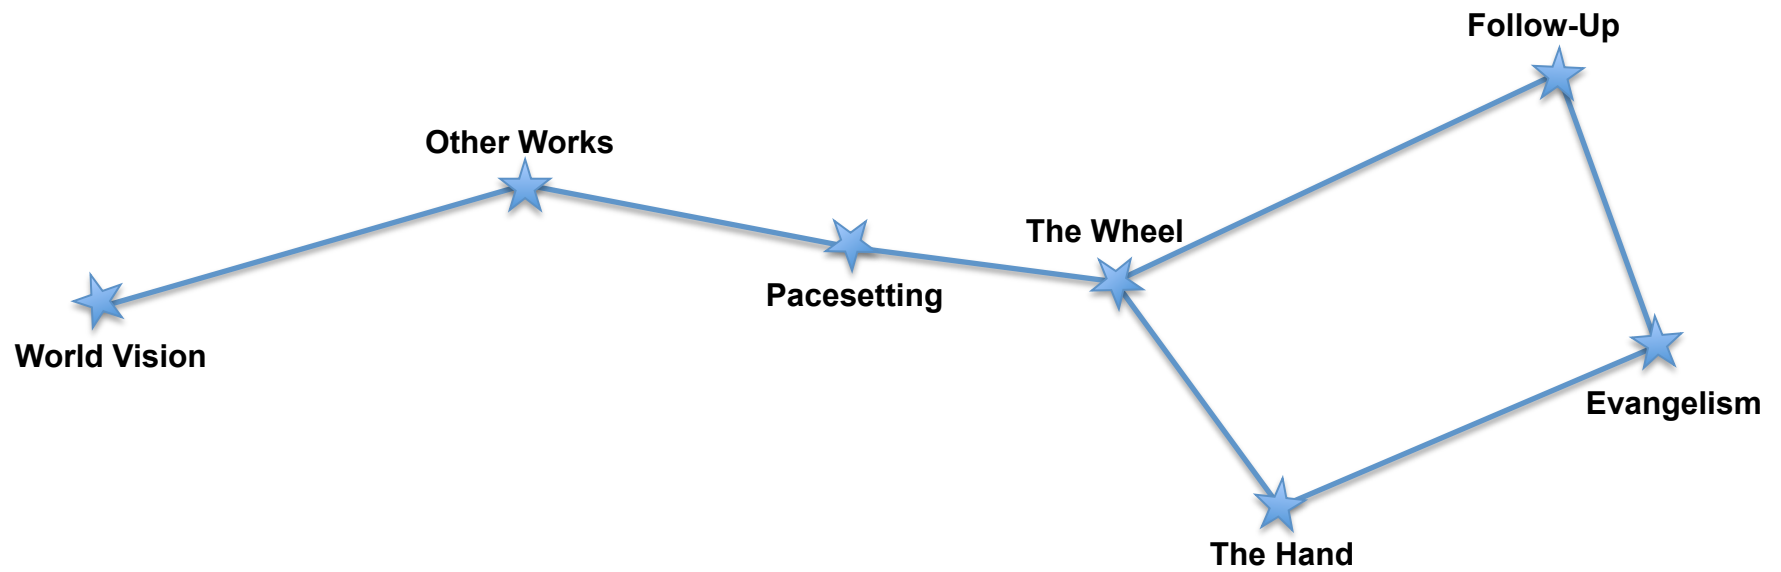 Follow-Up
Other Works
The Wheel
Pacesetting
World Vision
Evangelism
The Hand